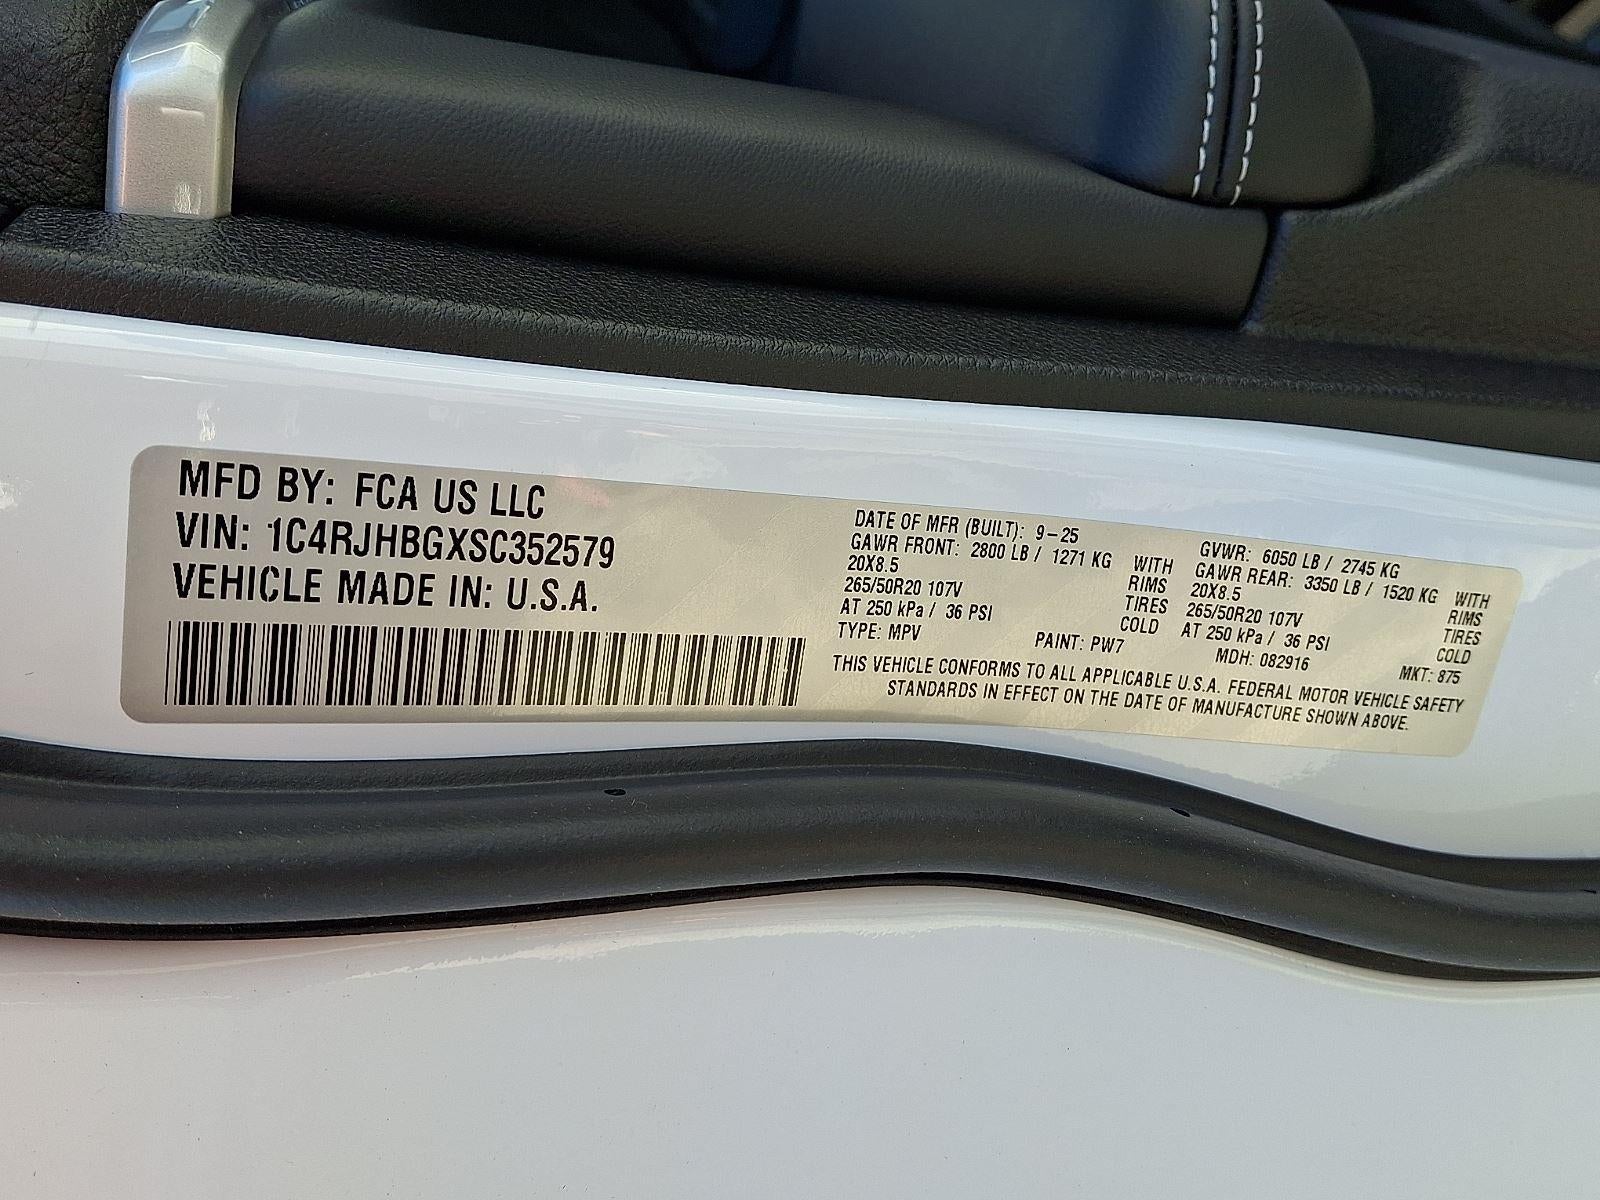 MFD BY: FCA US LLC
VIN: 1C4RJHBGXSC352579
VEHICLE MADE IN: U.S.A.
DATE OF MFR (BUILT): 9-25 GVWR: 6050 LB / 2745 KG
GAWR FRONT: 2800 LB / 1271 KG WITH GAWR REAR: 3350 LB / 1520 KG WITH
20X8.5 RIMS 20X8.5 RIMS
265/50R20 107V TIRES 265/50R20 107V TIRES
AT 250 kPa / 36 PSI COLD AT 250 kPa / 36 PSI COLD
TYPE: MPV PAINT: PW7 MDH: 082916 MKT: 875
THIS VEHICLE CONFORMS TO ALL APPLICABLE U.S.A. FEDERAL MOTOR VEHICLE SAFETY
STANDARDS IN EFFECT ON THE DATE OF MANUFACTURE SHOWN ABOVE.